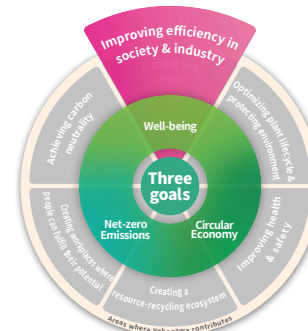 Improving efficiency in
society & industry
Optimizing plant lifecycle &
protecting environment
Improving health
& safety
Creating a
resource-recycling ecosystem
Creating workplaces where
people can fulfill their potential
Achieving carbon
neutrality
Well-being
Three
goals
Net-zero
Emissions
Circular
Economy
Areas where Yokogawa contributes